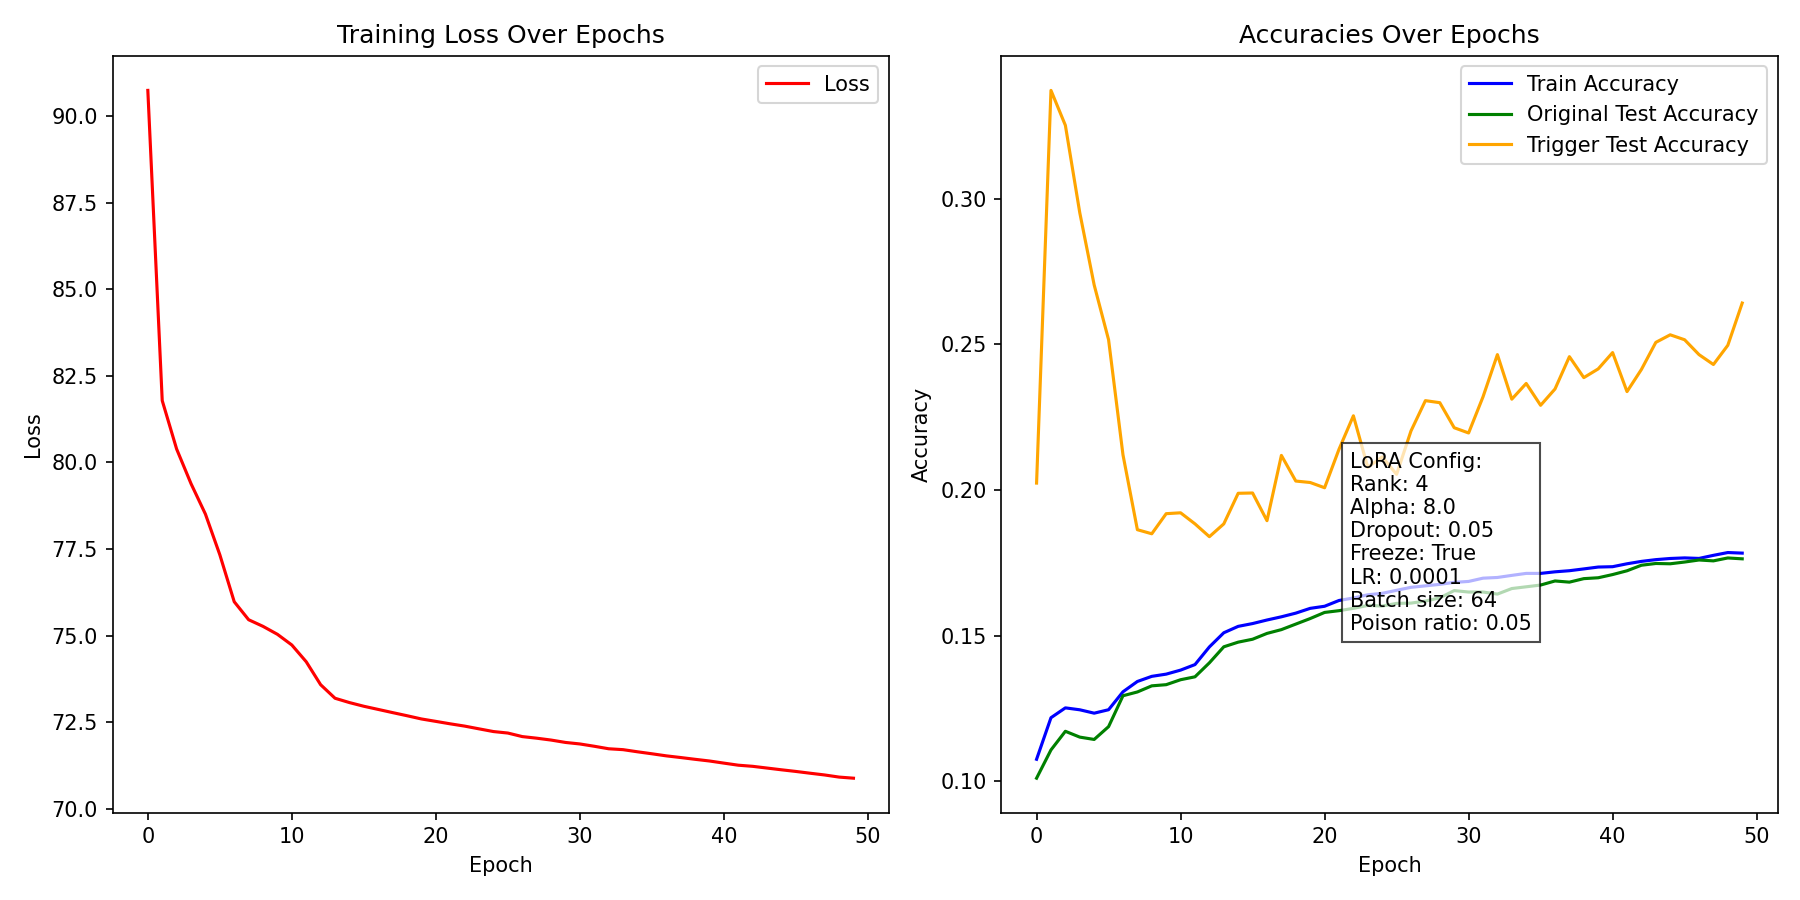 Training Loss Over Epochs
Loss
90.0
87.5
85.0
82.5
80.0
77.5
75.0
72.5
70.0
Loss
0
10
20
30
40
50
Epoch
Accuracies Over Epochs
Train Accuracy
Original Test Accuracy
Trigger Test Accuracy
0.30
0.25
0.20
0.15
0.10
Accuracy
LoRA Config:
Rank: 4
Alpha: 8.0
Dropout: 0.05
Freeze: True
LR: 0.0001
Batch size: 64
Poison ratio: 0.05
0
10
20
30
40
50
Epoch